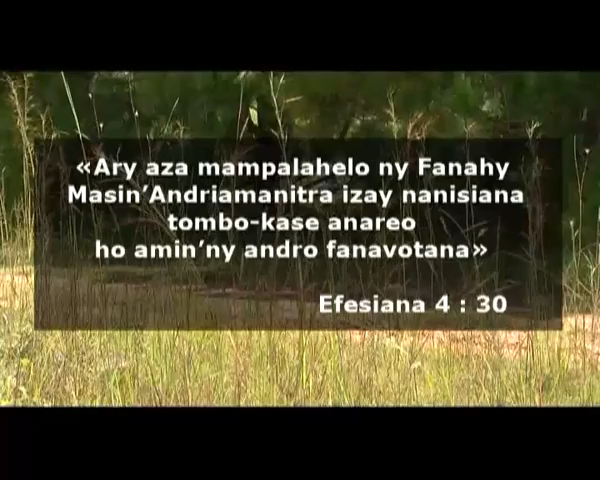 «Ary aza mampalahelo ny Fanahy
Masin’Andriamanitra izay nanisiana
tombo-kase anareo
ho amin’ny andro fanavotana»
Efesiana 4 : 30